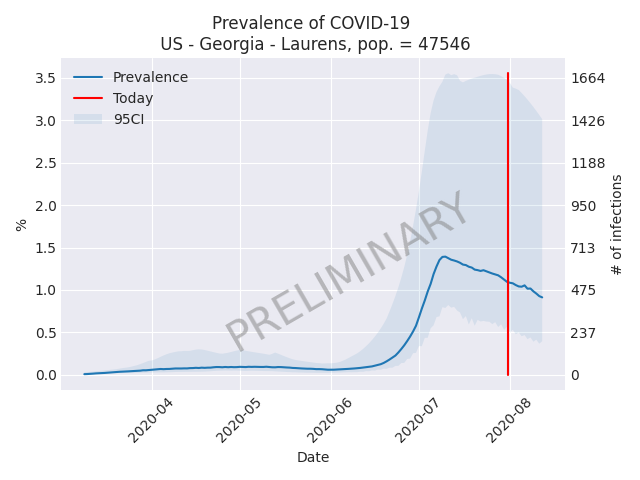 Prevalence of COVID-19
US - Georgia - Laurens, pop. = 47546
Prevalence
Today
95CI
PRELIMINARY
%
3.5
3.0
2.5
2.0
1.5
1.0
0.5
0.0
1664
1426
1188
950
713
475
237
0
# of infections
2020-04
2020-05
2020-06
2020-07
2020-08
Date